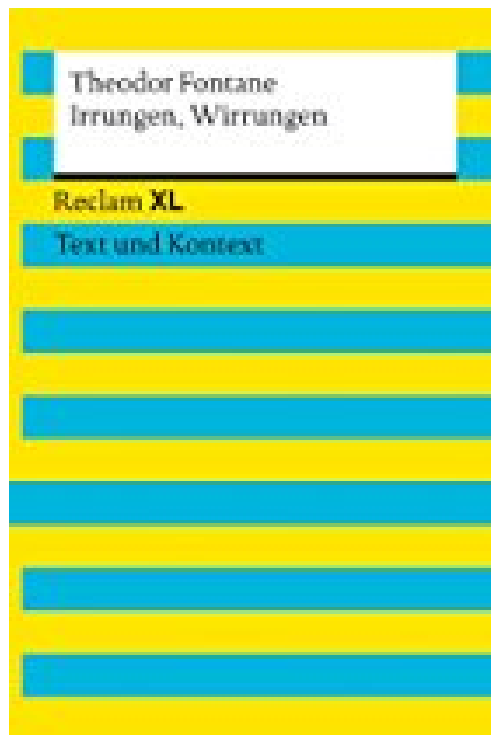 Theodor Fontane
Irrungen, Wirrungen
Reclam XL
Text und Kontext